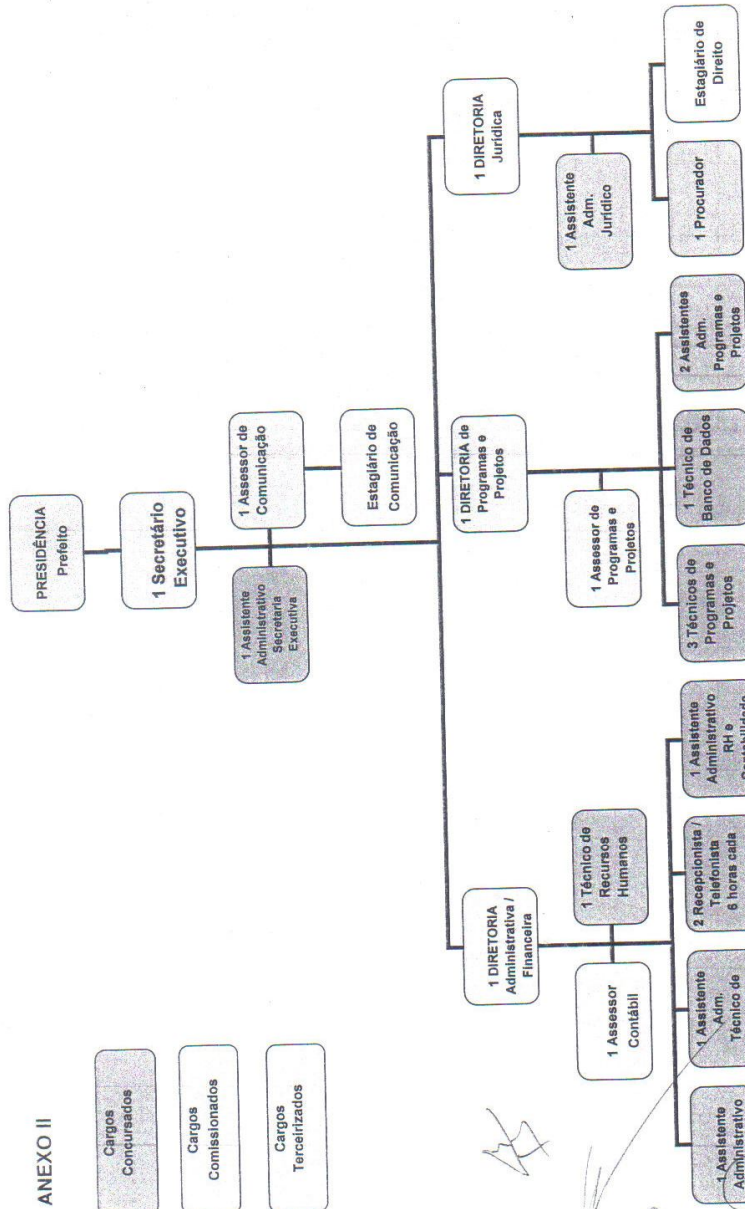 ANEXO II
Cargos
Concursados
Cargos
Comissionados
Cargos
Terceirizados
PRESIDÊNCIA
Prefeito
1 Secretário
Executivo
1 Assistente
Administrativo
Secretaria
Executiva
1 Assessor de
Comunicação
Estagiário de
Comunicação
1 DIRETORIA
Administrativa /
Financeira
1 Assessor
Contábil
1 Técnico de
Recursos
Humanos
1 Assistente
Administrativo
1 Assistente
Adm.
Técnico de
2 Recepcionista /
Telefonista
6 horas cada
1 Assistente
Administrativo
RH e
1 DIRETORIA de
Programas e
Projetos
1 Assessor de
Programas e
Projetos
3 Técnicos de
Programas e
Projetos
1 Técnico de
Banco de Dados
2 Assistentes
Adm.
Programas e
Projetos
1 DIRETORIA
Jurídica
1 Assistente
Adm.
Jurídico
1 Procurador
Estagiário de
Direito